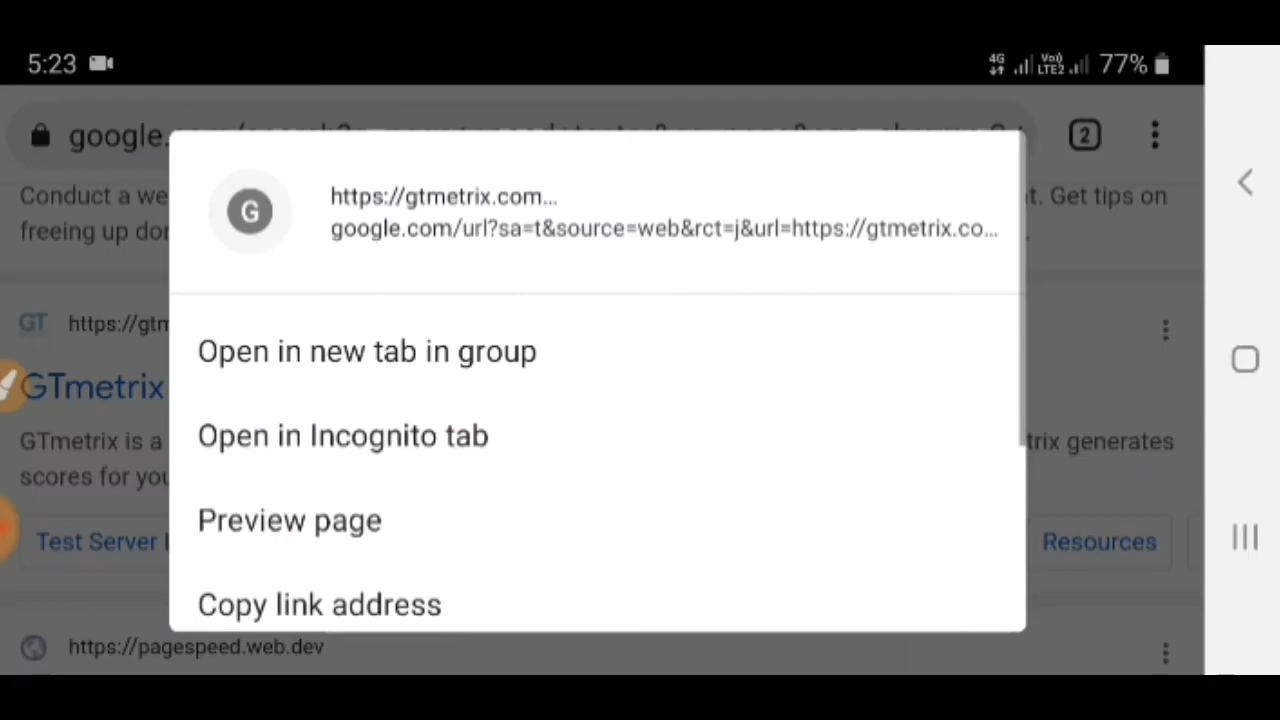 5:23
4G Vo) LTE2 77%
google.
2
Conduct a we
t. Get tips on
freeing up do
G
https://gtmetrix.com...
google.com/url?sa=t&source=web&rct=j&url=https://gtmetrix.co...
GT https://gtm
GTmetrix
GTmetrix is a
trix generates
scores for you
Open in new tab in group
Open in Incognito tab
Preview page
Copy link address
Test Server
Resources
https://pagespeed.web.dev